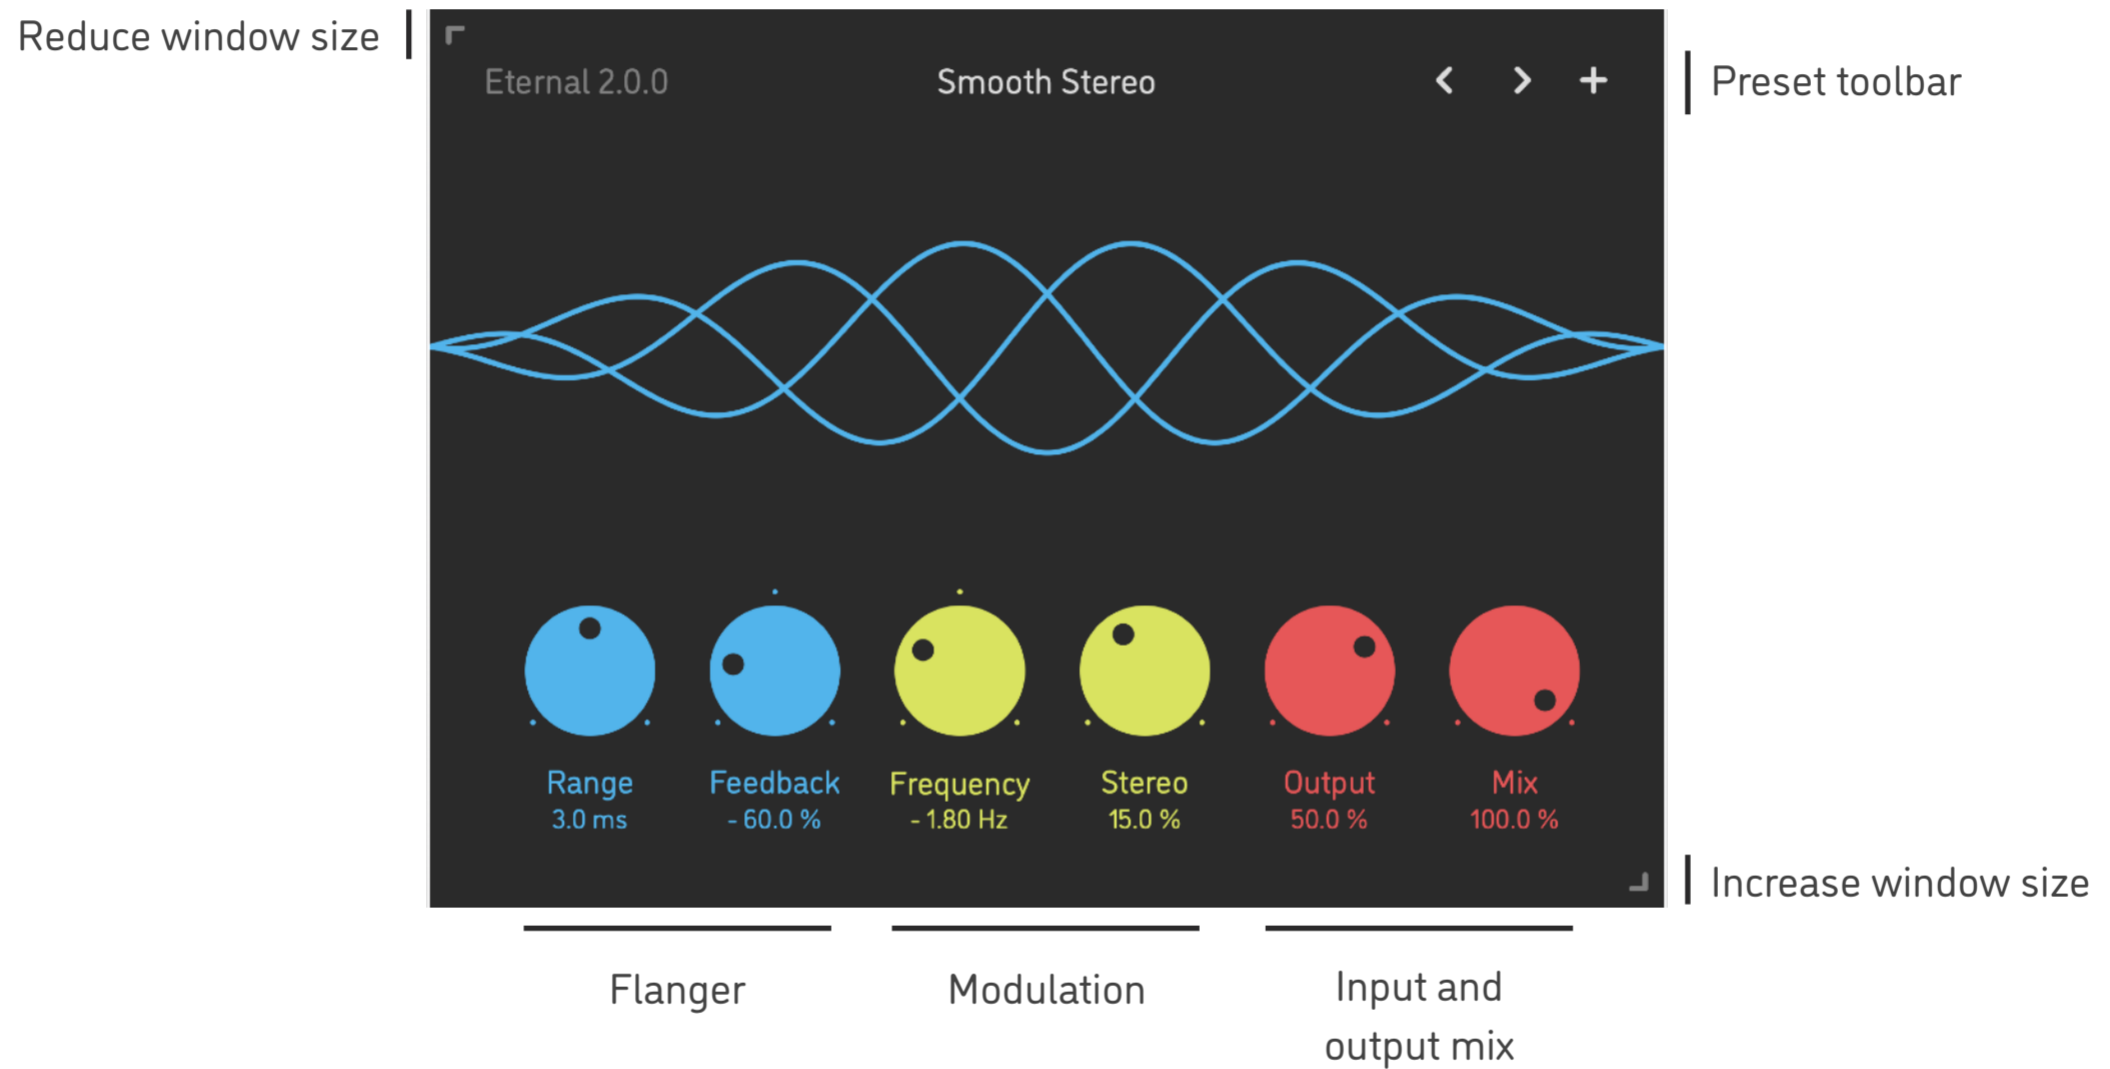 Reduce window size
Eternal 2.0.0
Smooth Stereo
Preset toolbar
Range
3.0 ms
Feedback
- 60.0 %
Frequency
- 1.80 Hz
Stereo
15.0 %
Output
50.0 %
Mix
100.0 %
Increase window size
Flanger
Modulation
Input and
output mix